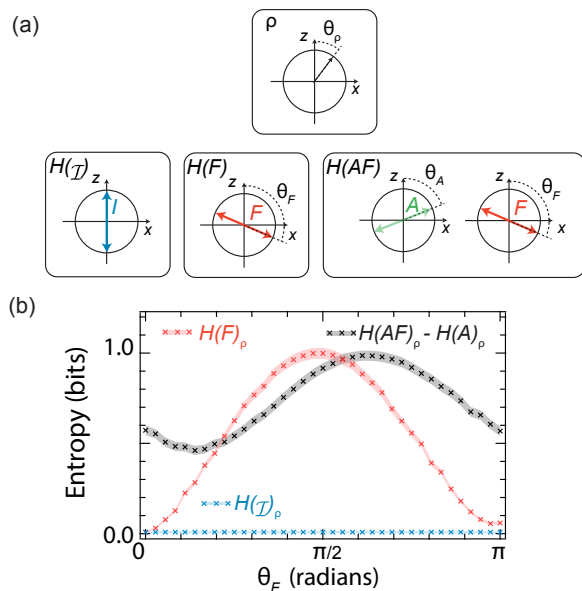 (a)
ρ
z
θρ
x
H(𝓘)
z
I
x
H(F)
z
θF
F
x
H(AF)
z
θA
A
x
z
θF
F
x
(b)
H(F)ρ
H(AF)ρ - H(A)ρ
1.0
Entropy (bits)
H(𝓘)ρ
0.0
0
π/2
π
θF (radians)